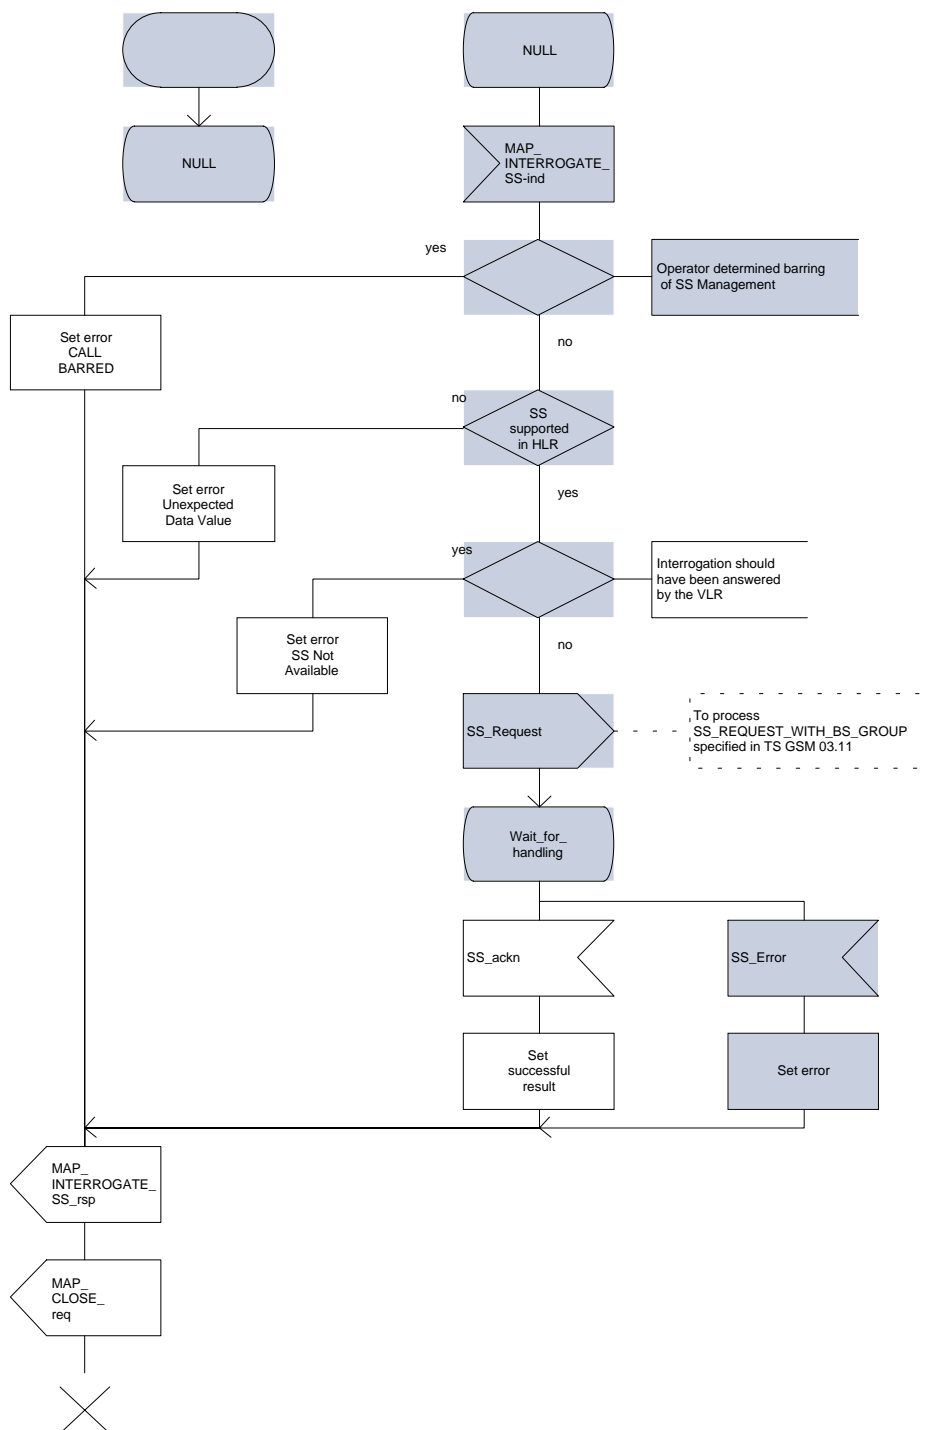 NULL
NULL
MAP_
INTERROGATE_
SS-ind
yes
Operator determined barring
of SS Management
Set error
CALL
BARRED
no
no
SS
supported
in HLR
Set error
Unexpected
Data Value
yes
yes
Interrogation should
have been answered
by the VLR
Set error
SS Not
Available
no
SS_Request
To process
SS_REQUEST_WITH_BS_GROUP
specified in TS GSM 03.11
Wait_for_
handling
SS_ackn
SS_Error
Set
successful
result
Set error
MAP_
INTERROGATE_
SS_rsp
MAP_
CLOSE_
req